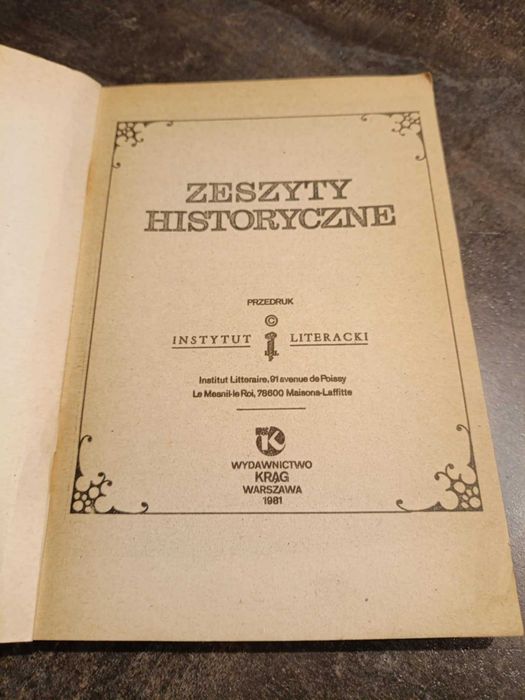 ZESZYTY
HISTORYCZNE
PRZEDRUK
©
INSTYTUT LITERACKI
Institut Litteraire, 91 avenue de Poissy
Le Mesnil-le Roi, 78600 Maisons-Laffitte
K
WYDAWNICTWO
KRĄG
WARSZAWA
1981